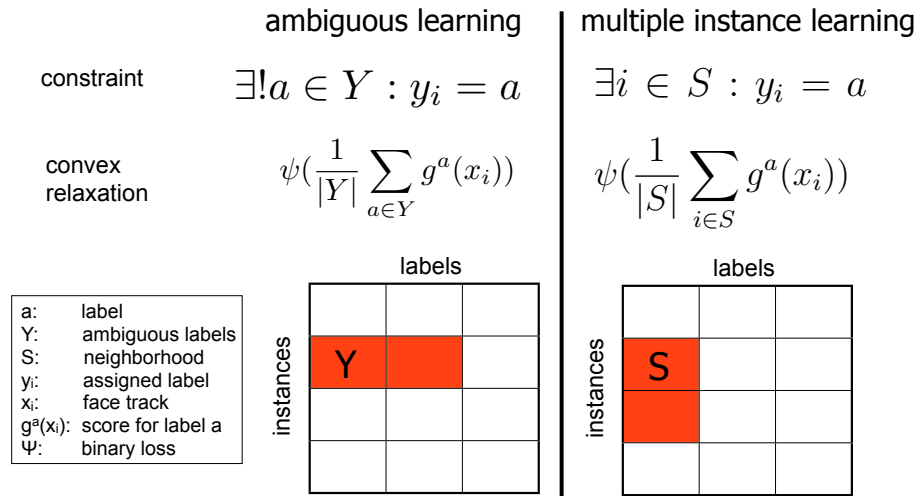 ambiguous learning
multiple instance learning
constraint
∃!a ∈ Y : yᵢ = a
∃i ∈ S : yᵢ = a
convex
relaxation
ψ(1/|Y| ∑_{a∈Y} gᵃ(xᵢ))
ψ(1/|S| ∑_{i∈S} gᵃ(xᵢ))
labels
labels
instances
Y
instances
S
a: label
Y: ambiguous labels
S: neighborhood
yᵢ: assigned label
xᵢ: face track
gᵃ(xᵢ): score for label a
Ψ: binary loss